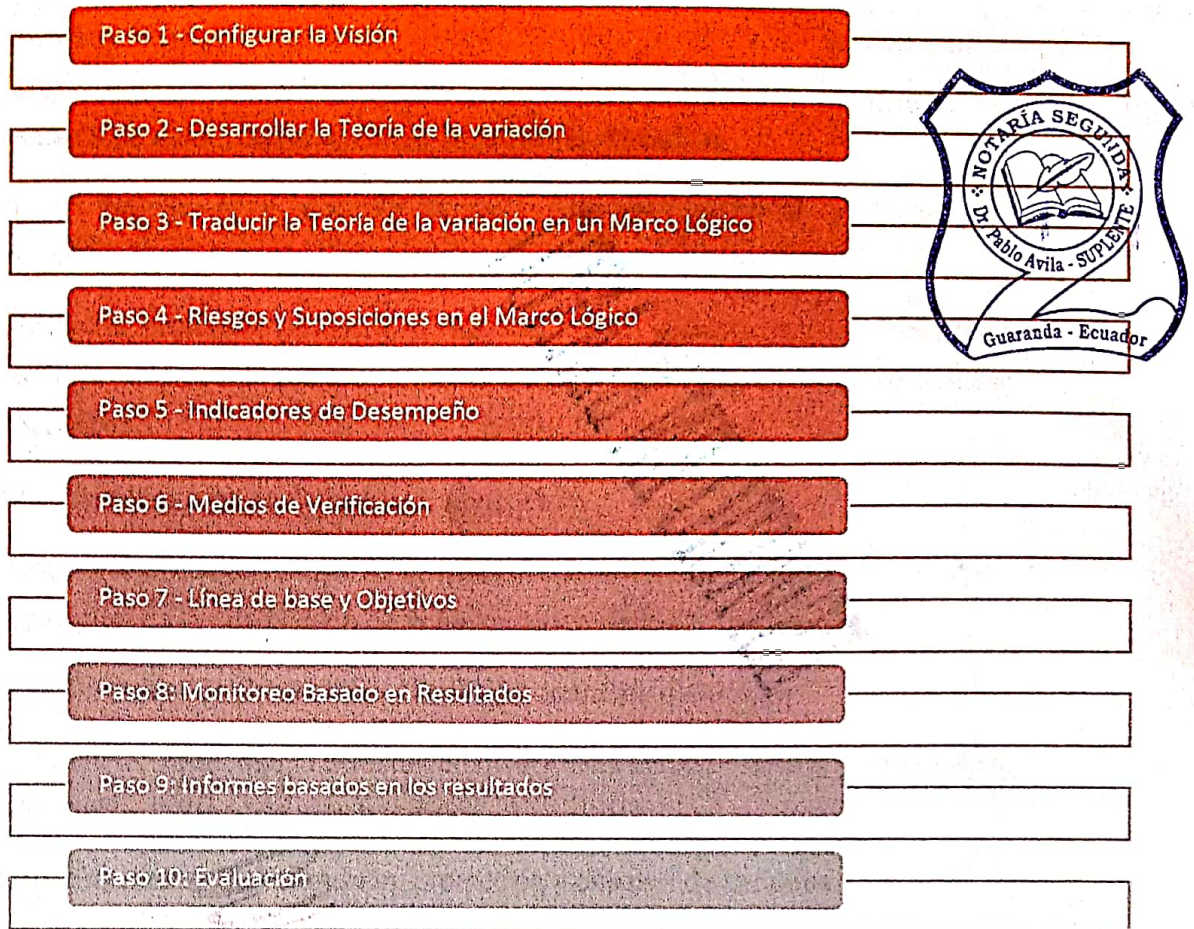 Paso 1 - Configurar la Visión
Paso 2 - Desarrollar la Teoría de la variación
Paso 3 - Traducir la Teoría de la variación en un Marco Lógico
Paso 4 - Riesgos y Suposiciones en el Marco Lógico
Paso 5 - Indicadores de Desempeño
Paso 6 - Medios de Verificación
Paso 7 - Línea de base y Objetivos
Paso 8: Monitoreo Basado en Resultados
Paso 9: Informes basados en los resultados
Paso 10: Evaluación
NOTARÍA SEGUNDA
Dr. Pablo Avila - SUPLENTE
Guaranda - Ecuador